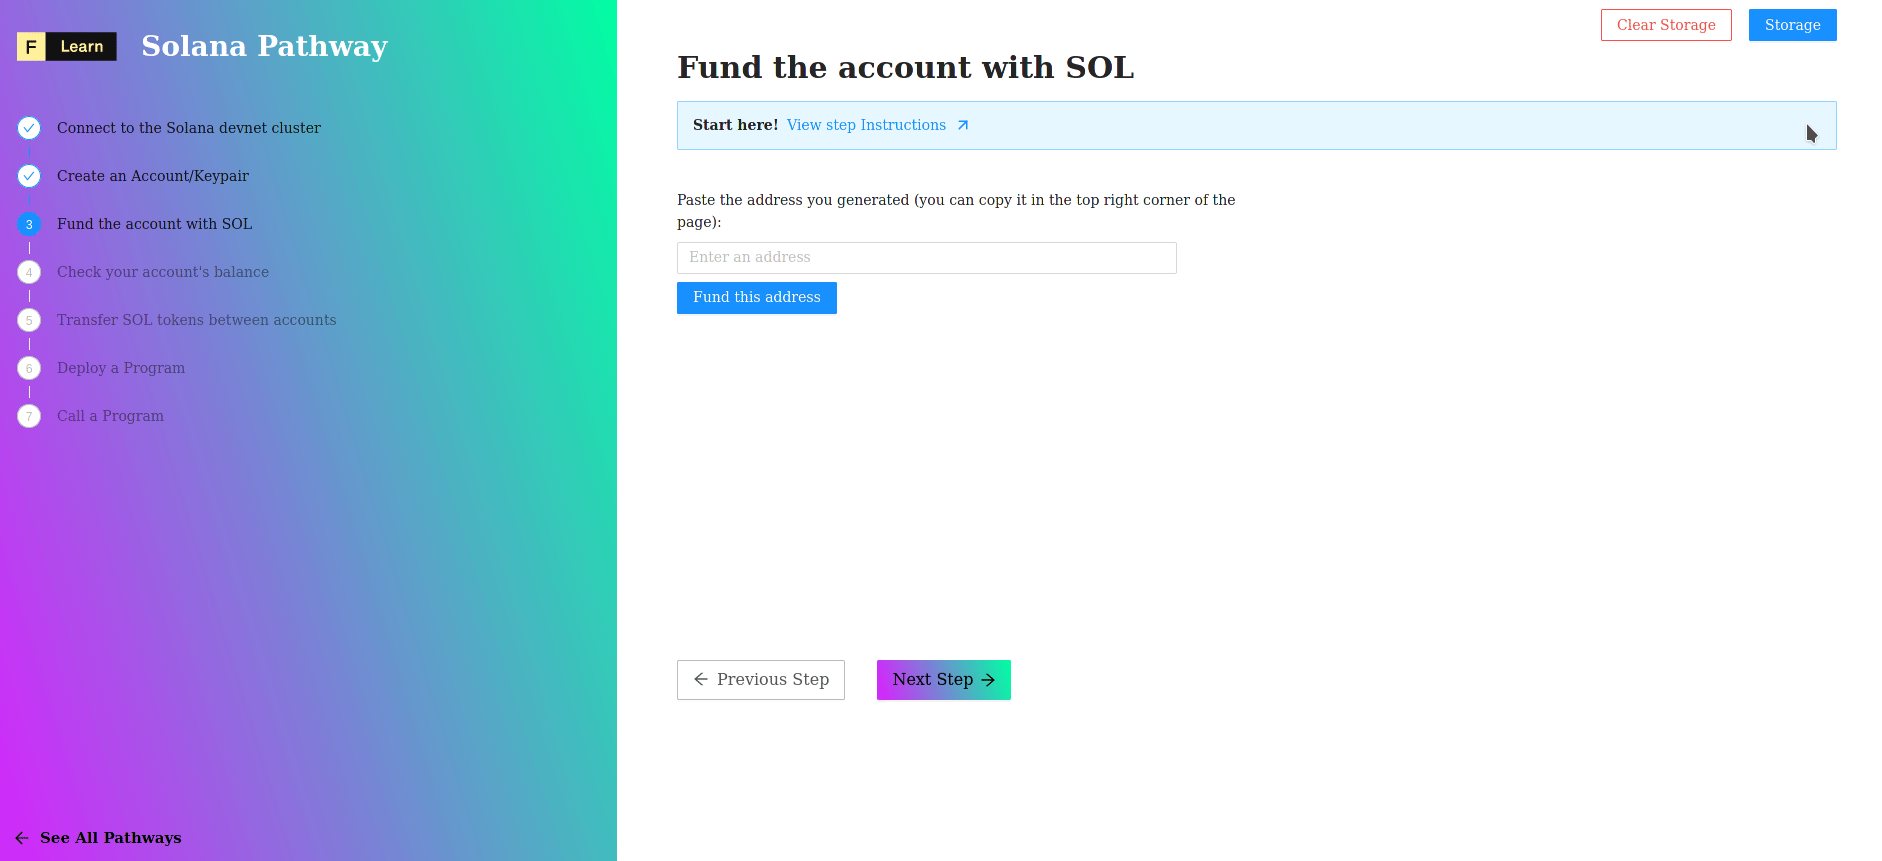 F Learn
Solana Pathway
Connect to the Solana devnet cluster
Create an Account/Keypair
3 Fund the account with SOL
4 Check your account's balance
5 Transfer SOL tokens between accounts
6 Deploy a Program
7 Call a Program
See All Pathways
Clear Storage
Storage
Fund the account with SOL
Start here! View step Instructions
Paste the address you generated (you can copy it in the top right corner of the
page):
Enter an address
Fund this address
Previous Step
Next Step